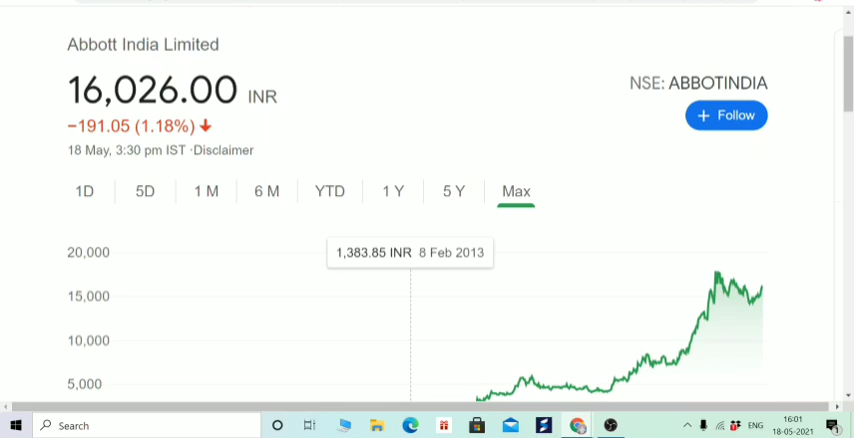 Abbott India Limited
16,026.00 INR
NSE: ABBOTINDIA
−191.05 (1.18%)
+ Follow
18 May, 3:30 pm IST ·Disclaimer
1D 5D 1 M 6 M YTD 1 Y 5 Y Max
1,383.85 INR 8 Feb 2013
20,000
15,000
10,000
5,000
Search
ENG
16:01
18-05-2021
1